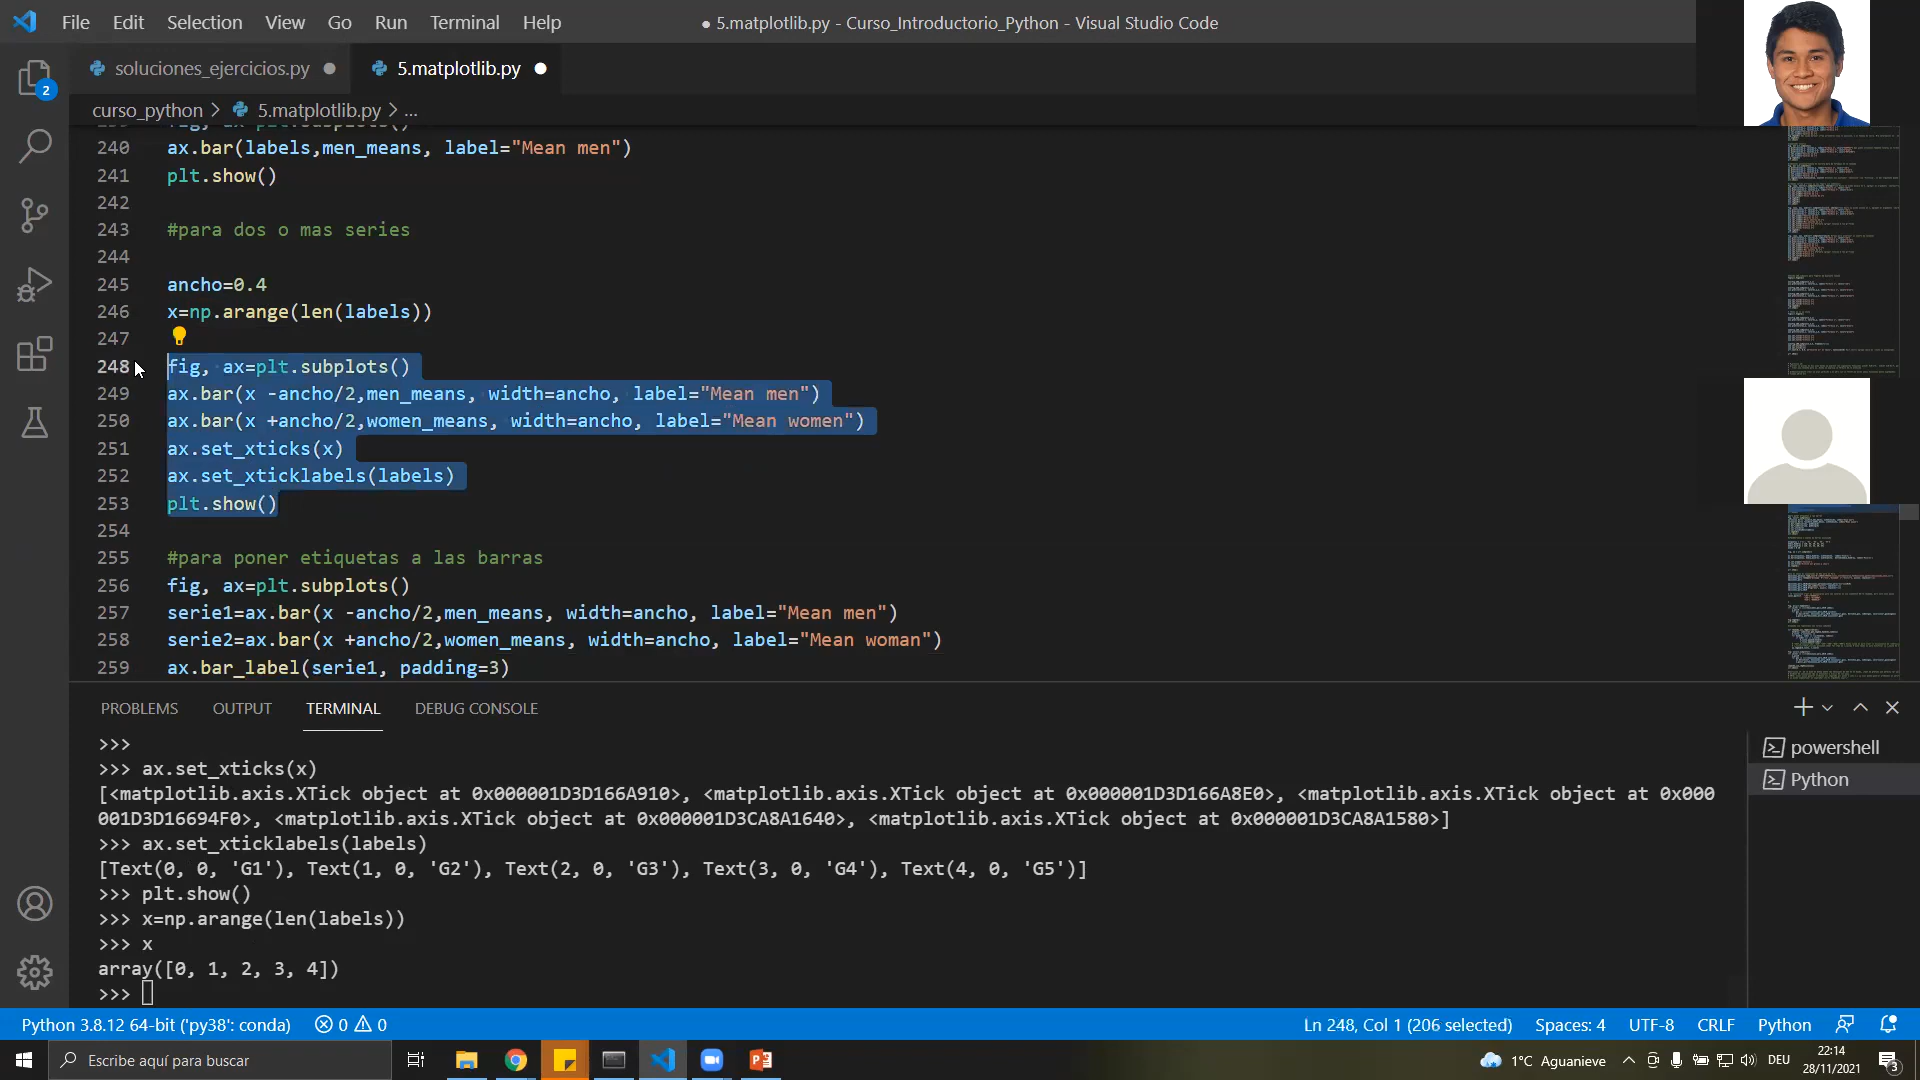 File Edit Selection View Go Run Terminal Help
● 5.matplotlib.py - Curso_Introductorio_Python - Visual Studio Code
soluciones_ejercicios.py ●
5.matplotlib.py ●
2
curso_python > 5.matplotlib.py > ...
fig, ax=plt.subplots()
240 ax.bar(labels,men_means, label="Mean men")
241 plt.show()
242
243 #para dos o mas series
244
245 ancho=0.4
246 x=np.arange(len(labels))
247
248 fig, ax=plt.subplots()
249 ax.bar(x -ancho/2,men_means, width=ancho, label="Mean men")
250 ax.bar(x +ancho/2,women_means, width=ancho, label="Mean women")
251 ax.set_xticks(x)
252 ax.set_xticklabels(labels)
253 plt.show()
254
255 #para poner etiquetas a las barras
256 fig, ax=plt.subplots()
257 serie1=ax.bar(x -ancho/2,men_means, width=ancho, label="Mean men")
258 serie2=ax.bar(x +ancho/2,women_means, width=ancho, label="Mean woman")
259 ax.bar_label(serie1, padding=3)
PROBLEMS OUTPUT TERMINAL DEBUG CONSOLE
powershell
Python
>>>
>>> ax.set_xticks(x)
[<matplotlib.axis.XTick object at 0x000001D3D166A910>, <matplotlib.axis.XTick object at 0x000001D3D166A8E0>, <matplotlib.axis.XTick object at 0x000
001D3D16694F0>, <matplotlib.axis.XTick object at 0x000001D3CA8A1640>, <matplotlib.axis.XTick object at 0x000001D3CA8A1580>]
>>> ax.set_xticklabels(labels)
[Text(0, 0, 'G1'), Text(1, 0, 'G2'), Text(2, 0, 'G3'), Text(3, 0, 'G4'), Text(4, 0, 'G5')]
>>> plt.show()
>>> x=np.arange(len(labels))
>>> x
array([0, 1, 2, 3, 4])
>>>
Python 3.8.12 64-bit ('py38': conda) 0 0
Ln 248, Col 1 (206 selected) Spaces: 4 UTF-8 CRLF Python
Escribe aquí para buscar
1°C Aguanieve
DEU
22:14
28/11/2021
3